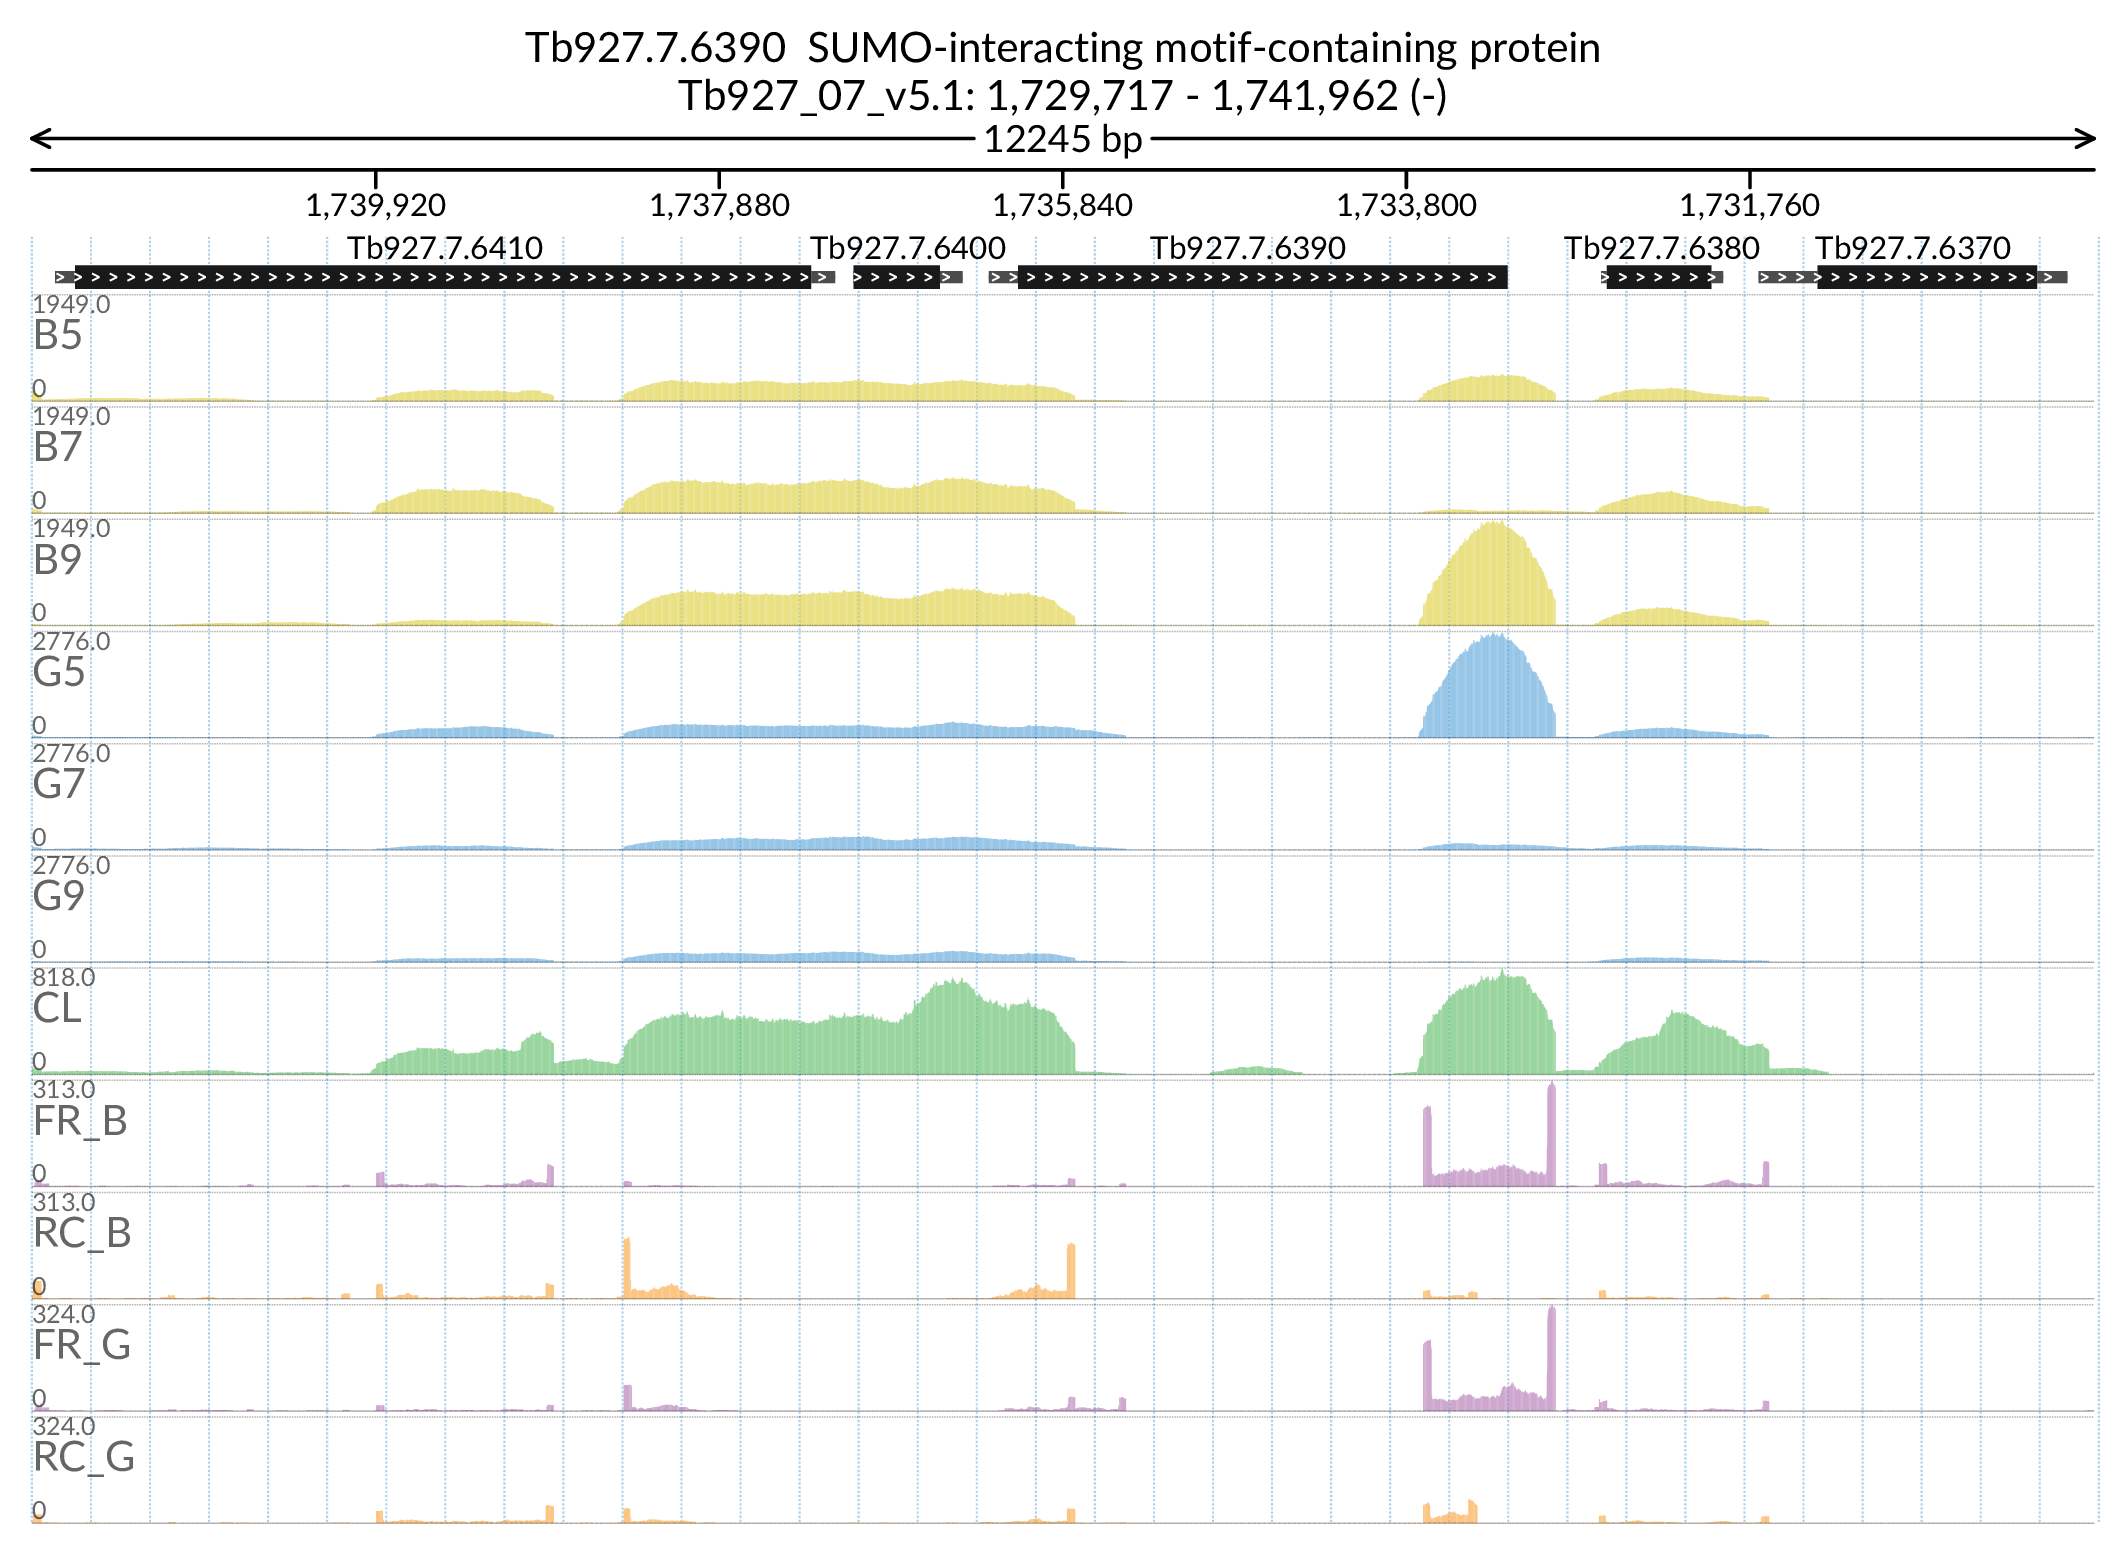 Tb927.7.6390  SUMO-interacting motif-containing protein
Tb927_07_v5.1: 1,729,717 - 1,741,962 (-)
12245 bp
1,739,920 1,737,880 1,735,840 1,733,800 1,731,760
Tb927.7.6410 Tb927.7.6400 Tb927.7.6390 Tb927.7.6380 Tb927.7.6370
1949.0
B5
0
1949.0
B7
0
1949.0
B9
0
2776.0
G5
0
2776.0
G7
0
2776.0
G9
0
818.0
CL
0
313.0
FR_B
0
313.0
RC_B
0
324.0
FR_G
0
324.0
RC_G
0